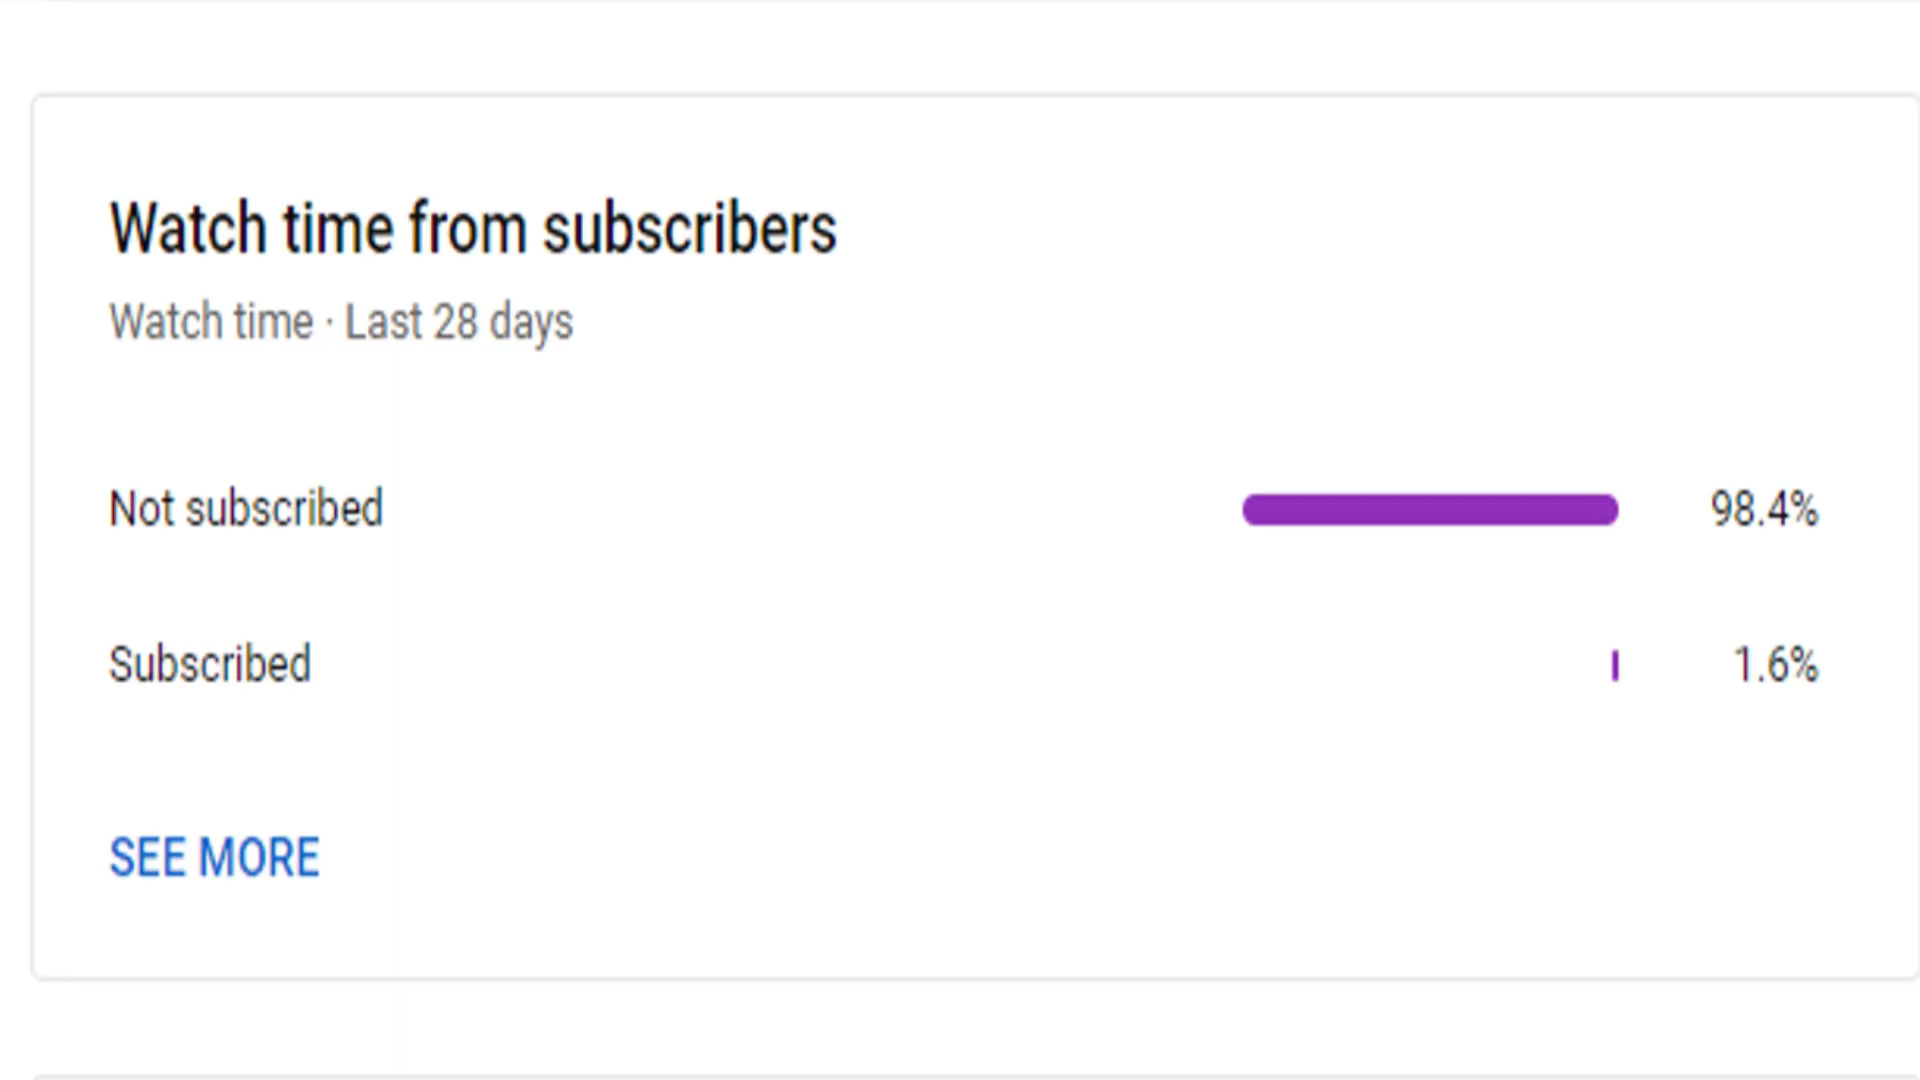 Watch time from subscribers
Watch time · Last 28 days
Not subscribed 98.4%
Subscribed 1.6%
SEE MORE